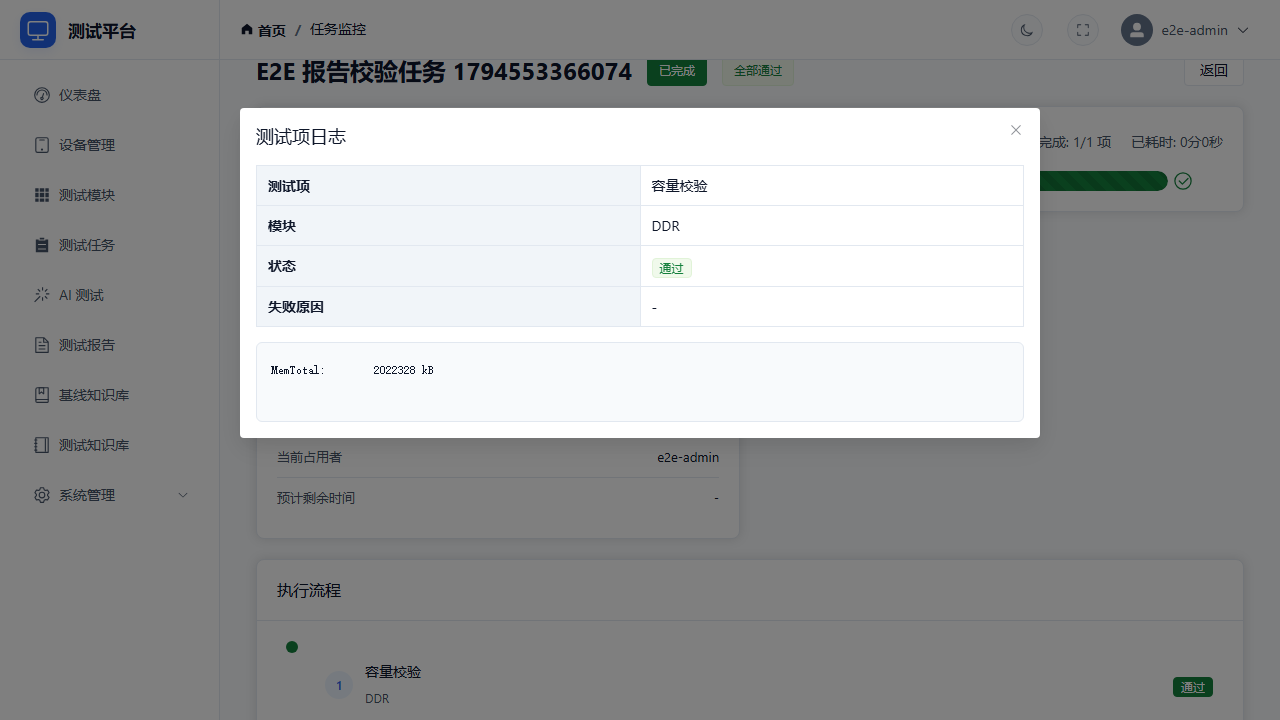 测试平台
首页 / 任务监控
e2e-admin
仪表盘
设备管理
测试模块
测试任务
AI 测试
测试报告
基线知识库
测试知识库
系统管理
E2E 报告校验任务 1794553366074 已完成 全部通过 返回
完成: 1/1 项 已耗时: 0分0秒
测试项日志
测试项 容量校验
模块 DDR
状态 通过
失败原因 -
MemTotal: 2022328 kB
当前占用者 e2e-admin
预计剩余时间 -
执行流程
1 容量校验 通过
DDR